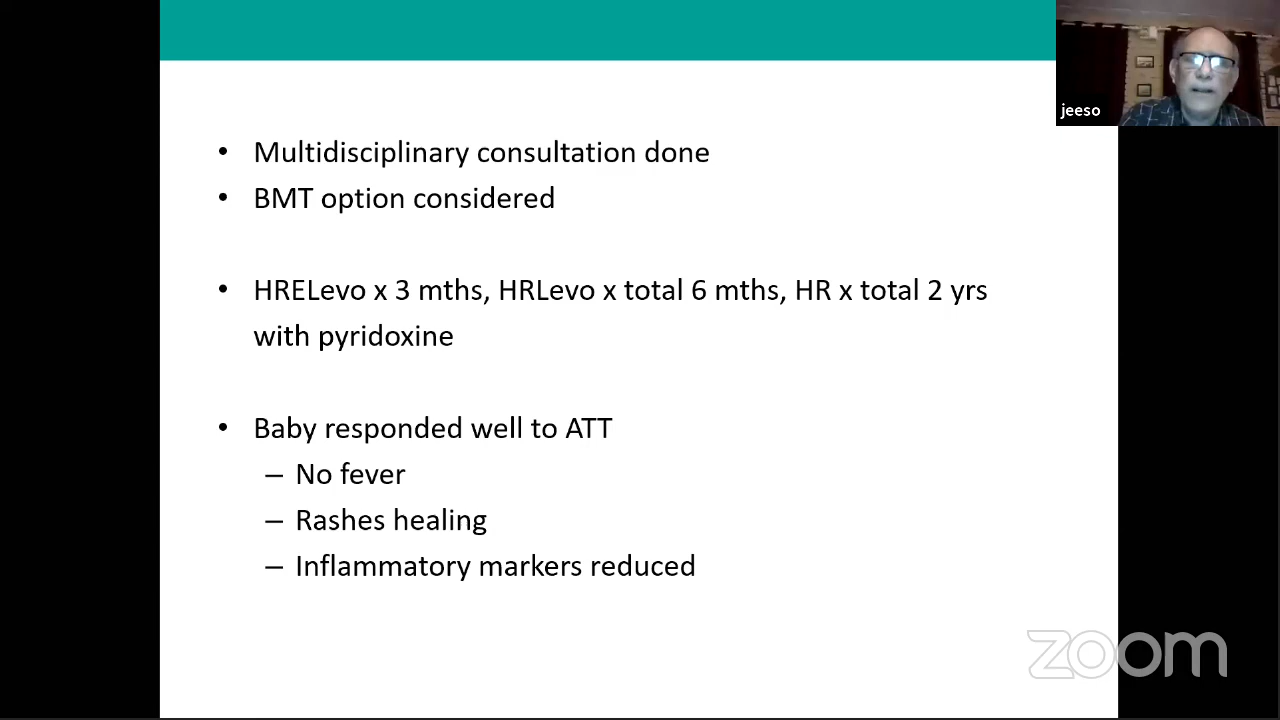 jeeso
• Multidisciplinary consultation done
• BMT option considered
• HRELevo x 3 mths, HRLevo x total 6 mths, HR x total 2 yrs
with pyridoxine
• Baby responded well to ATT
– No fever
– Rashes healing
– Inflammatory markers reduced
zoom